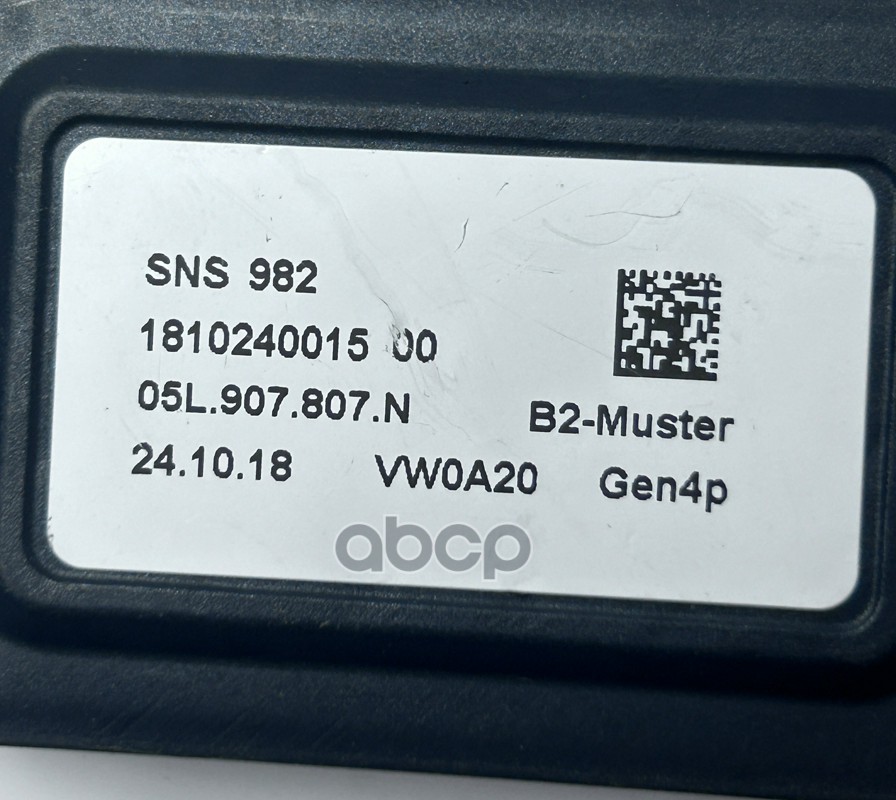 SNS 982
1810240015 00
05L.907.807.N
B2-Muster
24.10.18 VW0A20 Gen4p
abcp